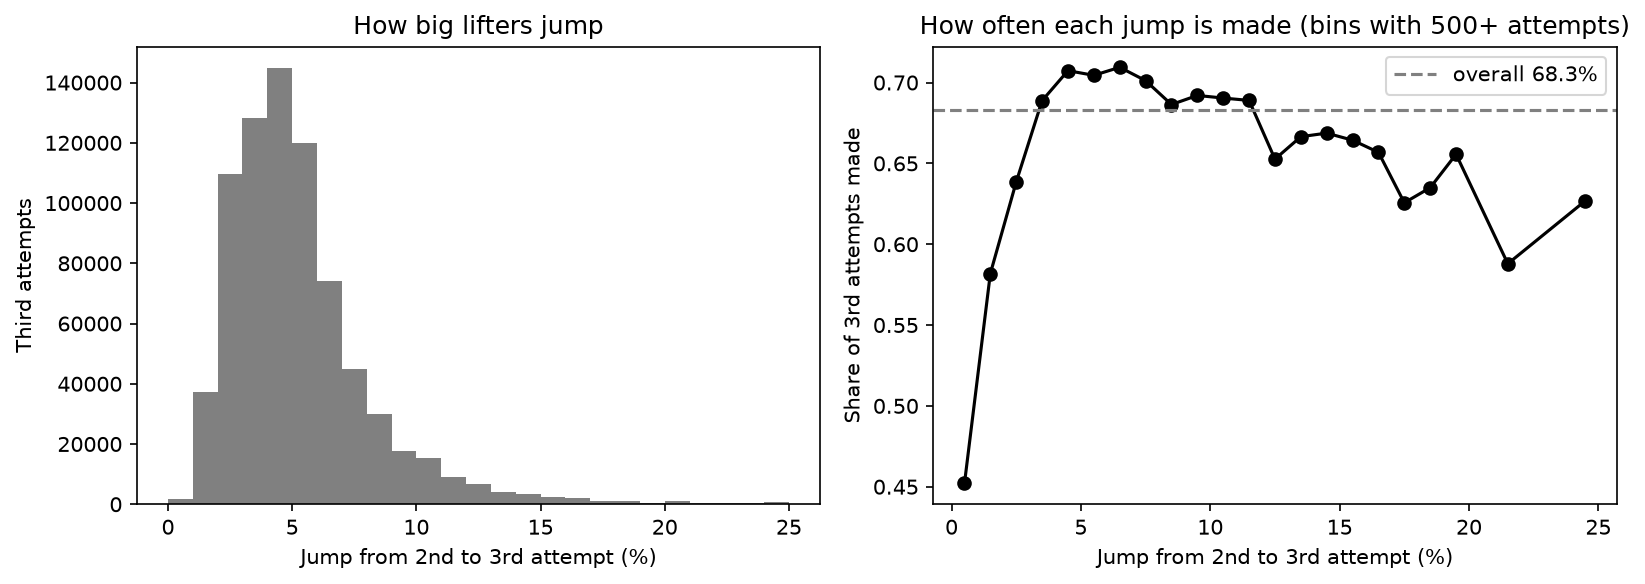 How big lifters jump
Third attempts
140000
120000
100000
80000
60000
40000
20000
0
0 5 10 15 20 25
Jump from 2nd to 3rd attempt (%)
How often each jump is made (bins with 500+ attempts)
overall 68.3%
Share of 3rd attempts made
0.70
0.65
0.60
0.55
0.50
0.45
0 5 10 15 20 25
Jump from 2nd to 3rd attempt (%)